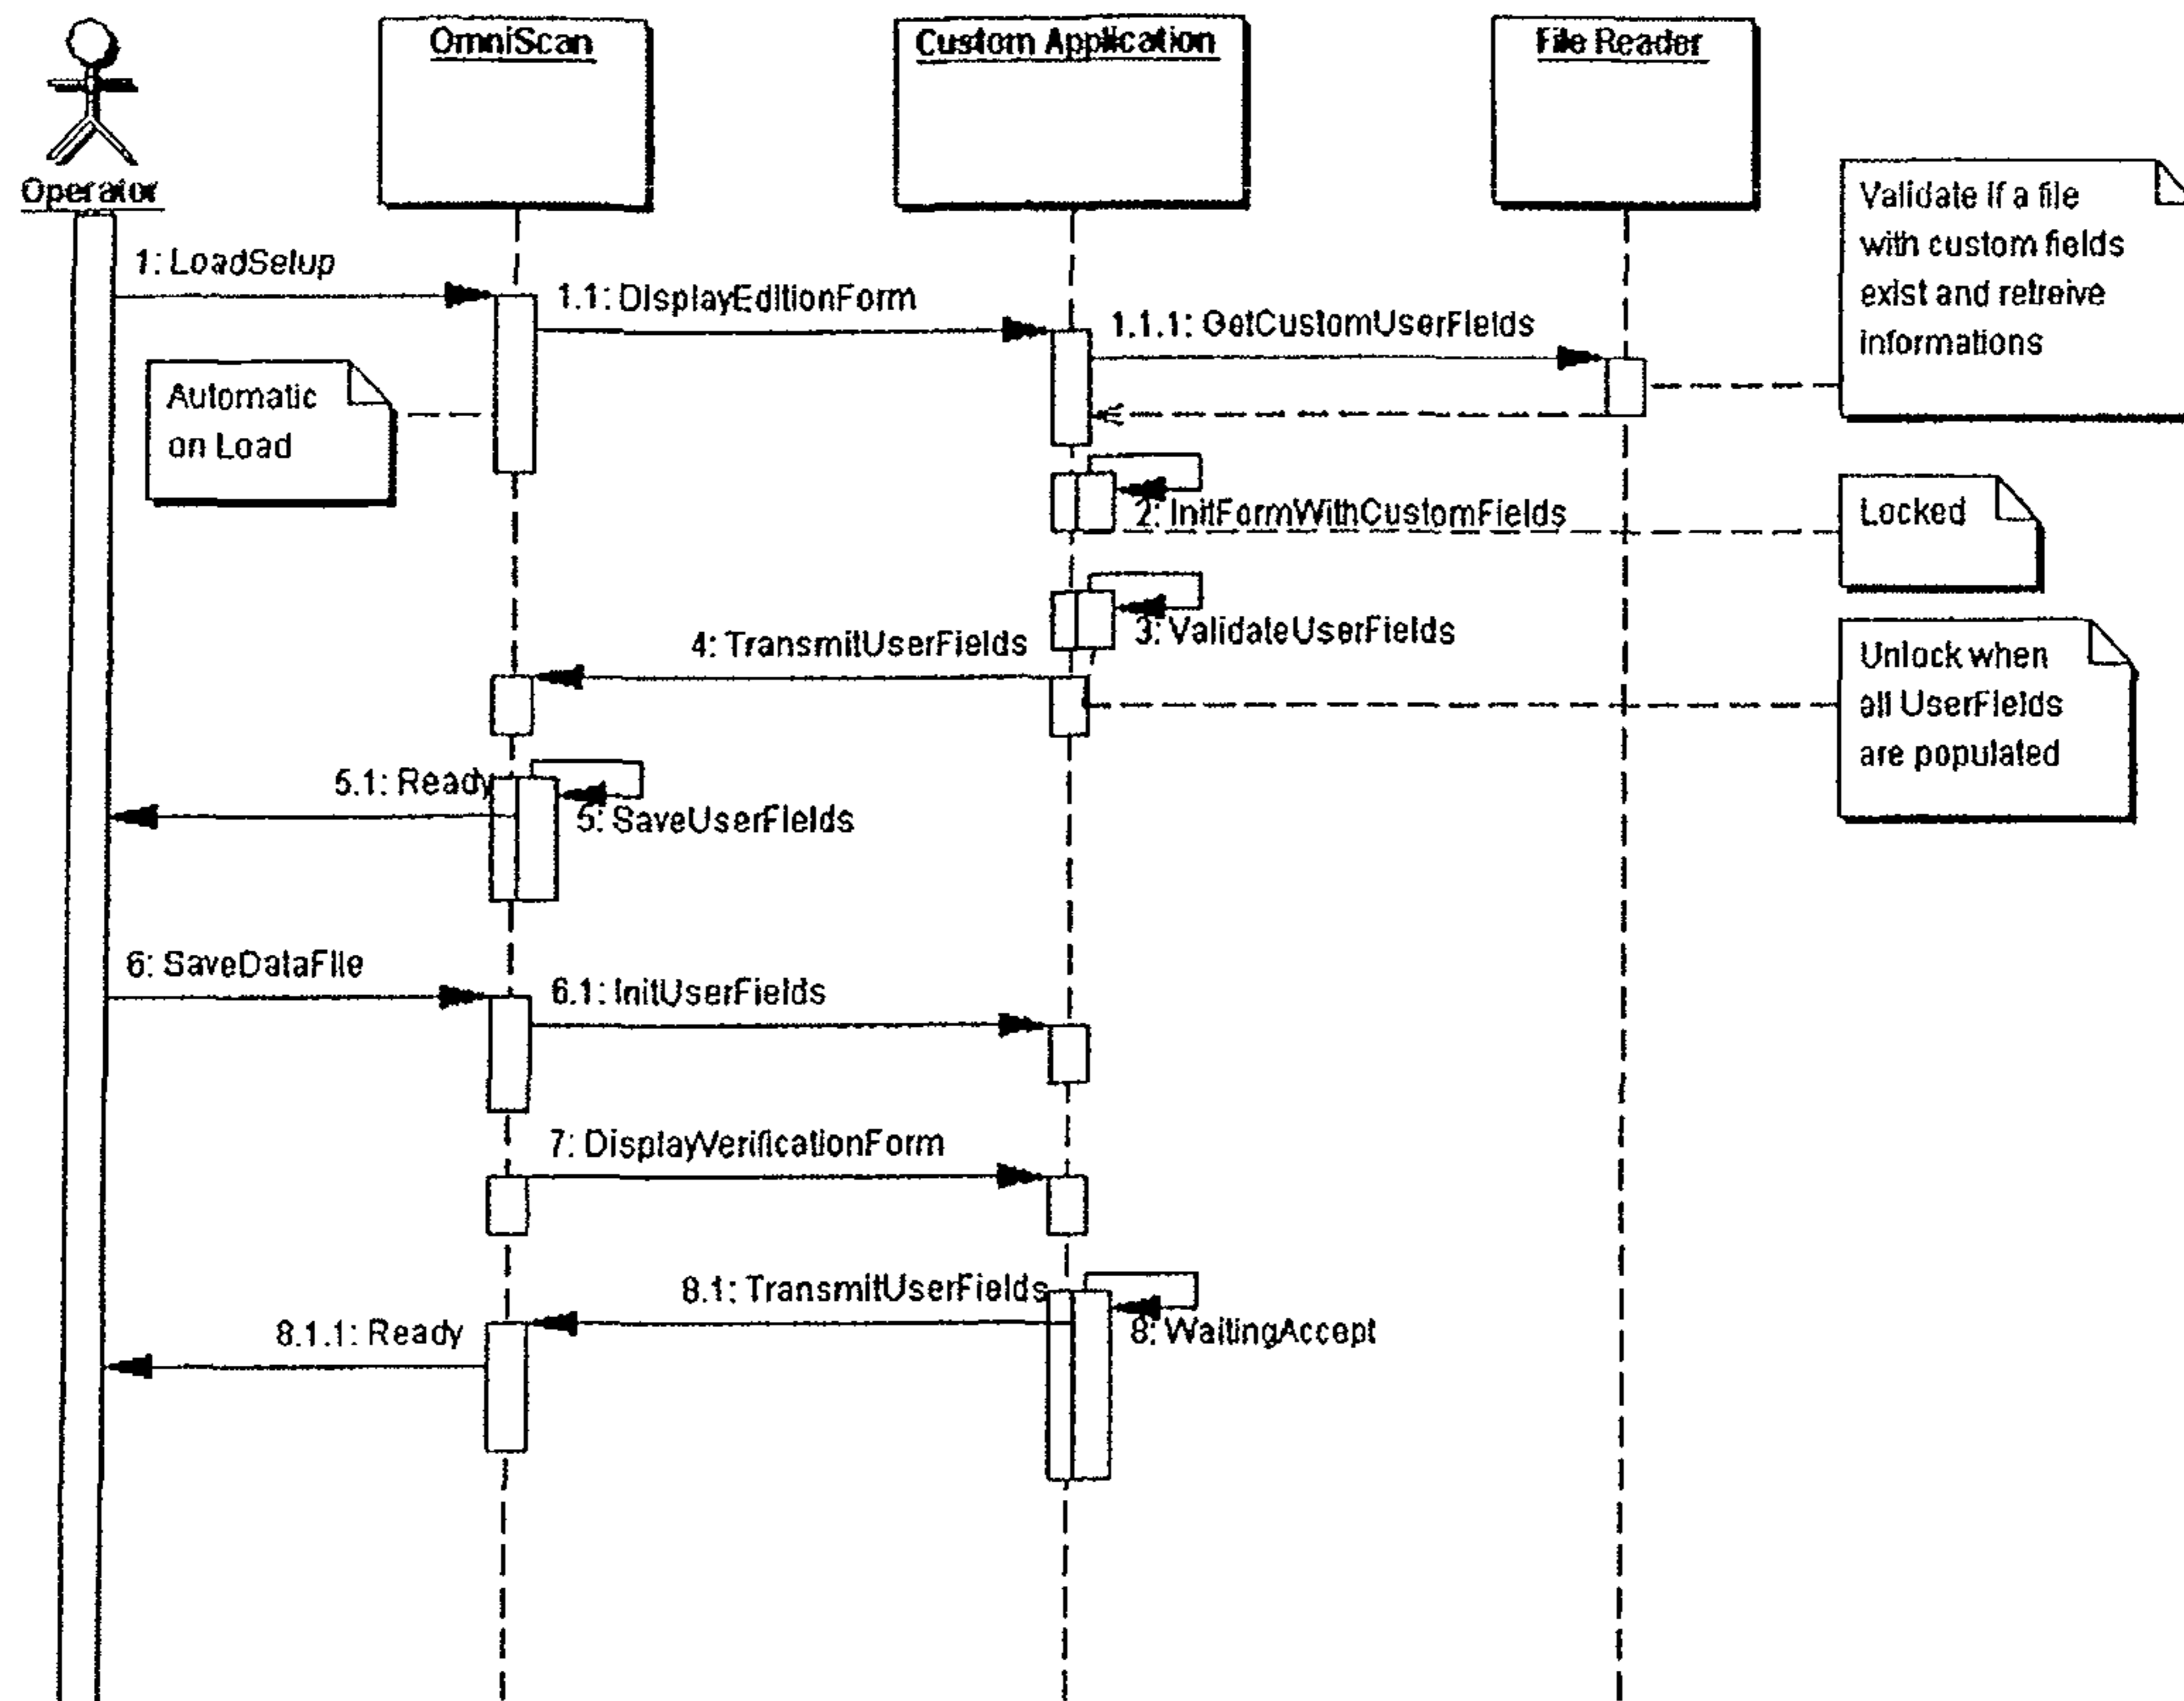 OmniScan
Custom Application
File Reader
Operator
Validate if a file
with custom fields
exist and retreive
informations
1: LoadSetup
1.1: DisplayEditionForm
1.1.1: GetCustomUserFields
Automatic
on Load
2: InitFormWithCustomFields
Locked
3: ValidateUserFields
4: TransmitUserFields
Unlock when
all UserFields
are populated
5.1: Ready
5: SaveUserFields
6: SaveDataFile
6.1: InitUserFields
7: DisplayVerificationForm
8.1: TransmitUserFields
8: WaitingAccept
8.1.1: Ready